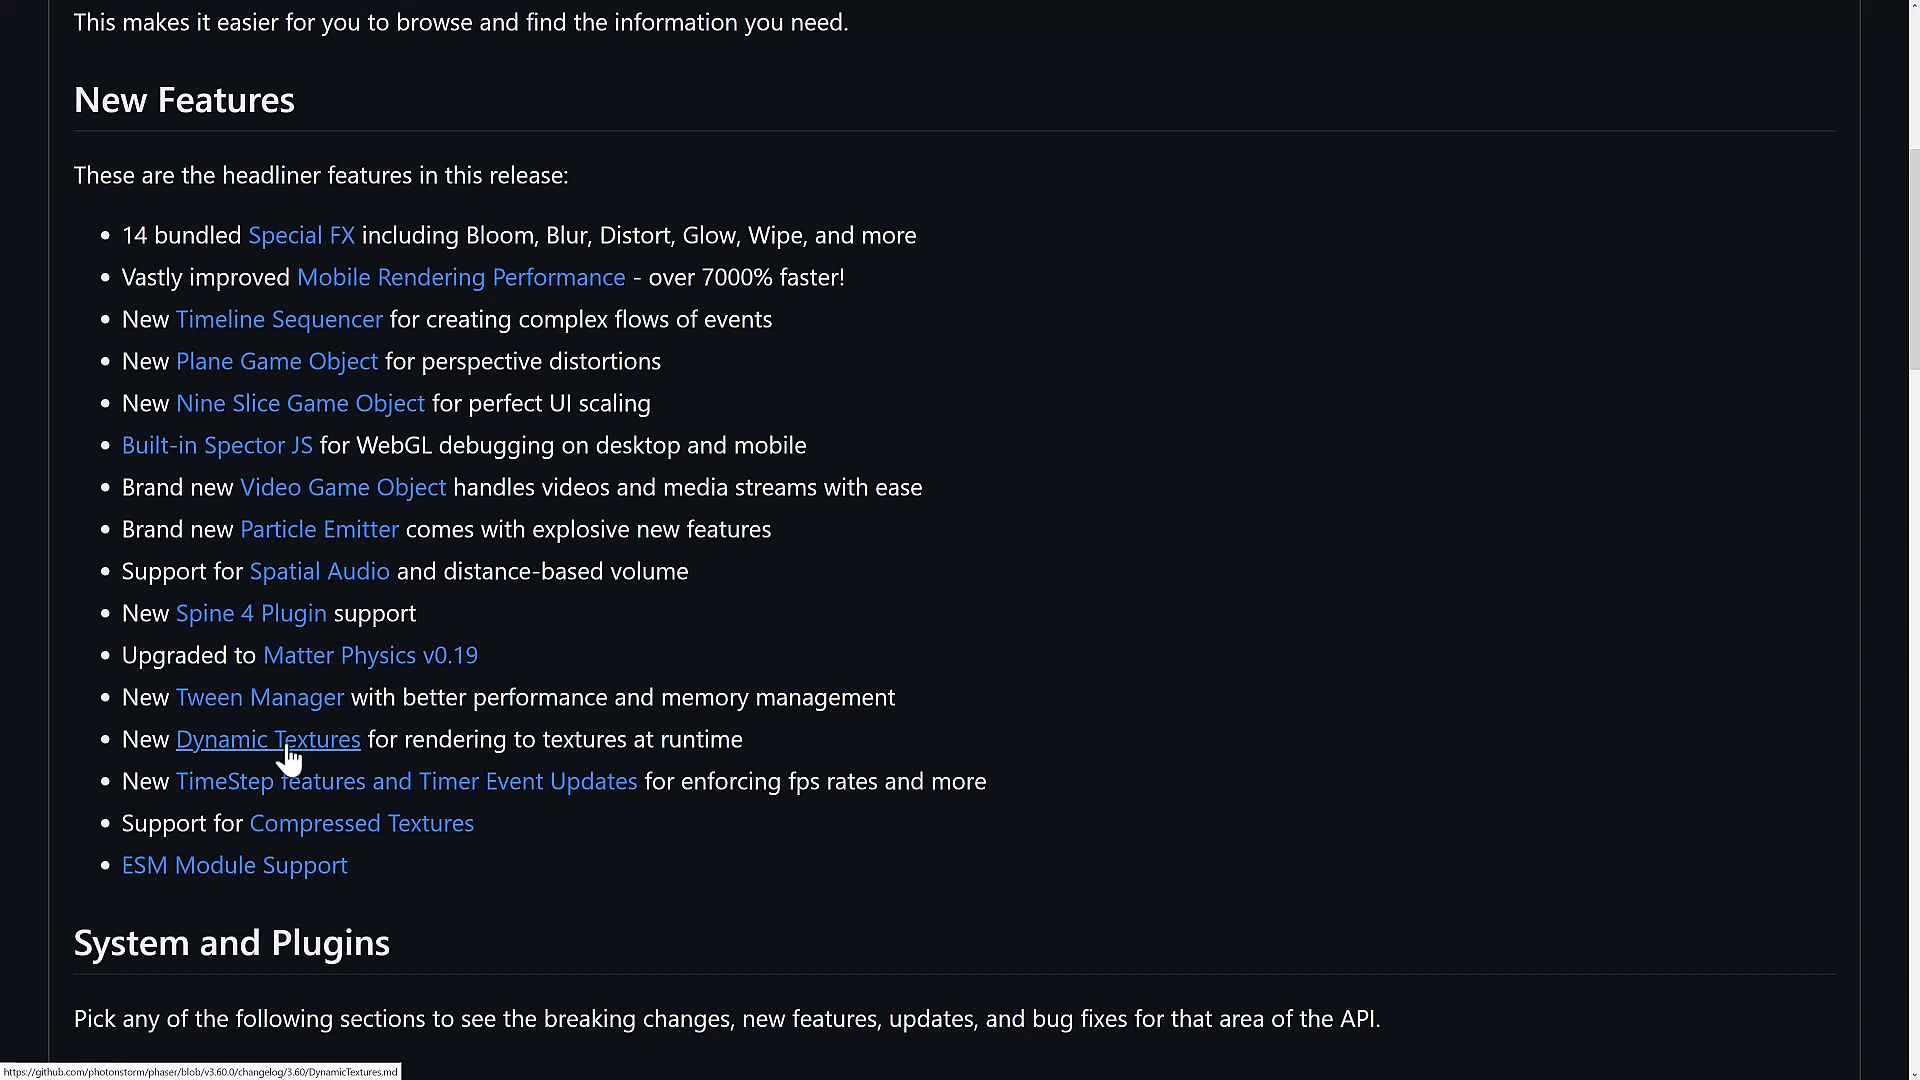 This makes it easier for you to browse and find the information you need.
New Features
These are the headliner features in this release:
14 bundled Special FX including Bloom, Blur, Distort, Glow, Wipe, and more
Vastly improved Mobile Rendering Performance - over 7000% faster!
New Timeline Sequencer for creating complex flows of events
New Plane Game Object for perspective distortions
New Nine Slice Game Object for perfect UI scaling
Built-in Spector JS for WebGL debugging on desktop and mobile
Brand new Video Game Object handles videos and media streams with ease
Brand new Particle Emitter comes with explosive new features
Support for Spatial Audio and distance-based volume
New Spine 4 Plugin support
Upgraded to Matter Physics v0.19
New Tween Manager with better performance and memory management
New Dynamic Textures for rendering to textures at runtime
New TimeStep features and Timer Event Updates for enforcing fps rates and more
Support for Compressed Textures
ESM Module Support
System and Plugins
Pick any of the following sections to see the breaking changes, new features, updates, and bug fixes for that area of the API.
https://github.com/photonstorm/phaser/blob/v3.60.0/changelog/3.60/DynamicTextures.md